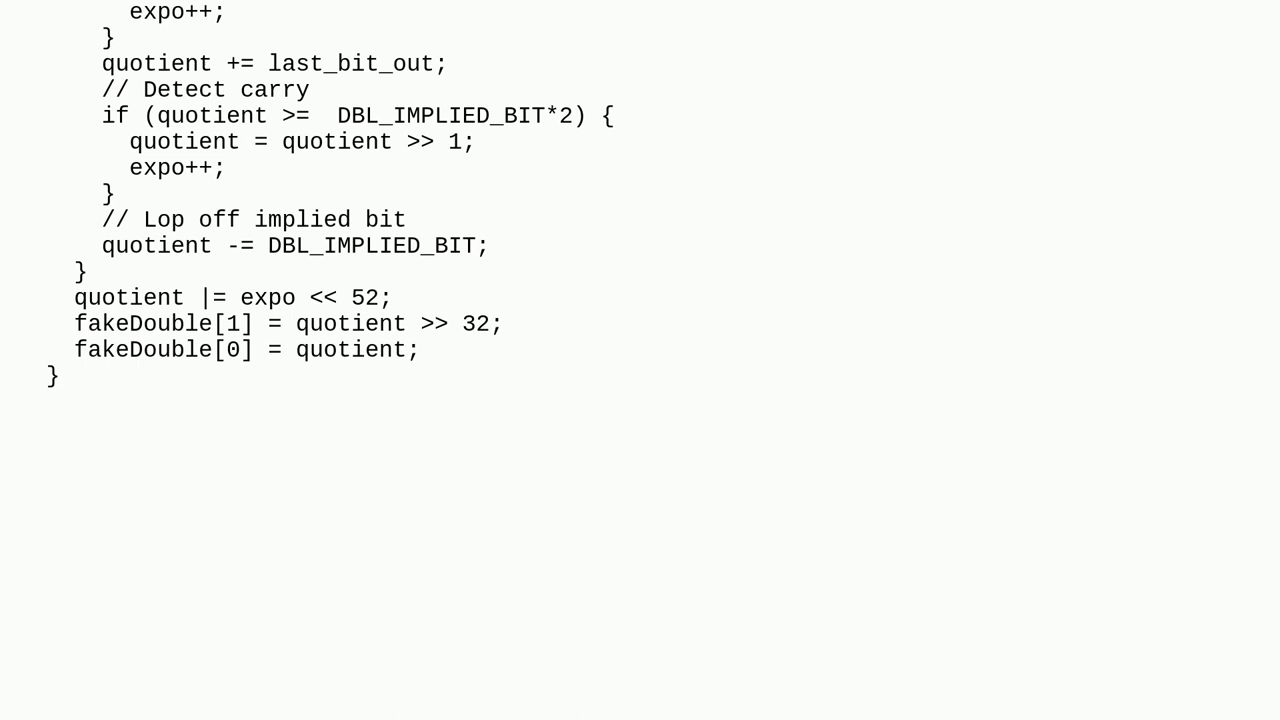 expo++;
    }
    quotient += last_bit_out;
    // Detect carry
    if (quotient >=  DBL_IMPLIED_BIT*2) {
      quotient = quotient >> 1;
      expo++;
    }
    // Lop off implied bit
    quotient -= DBL_IMPLIED_BIT;
  }
  quotient |= expo << 52;
  fakeDouble[1] = quotient >> 32;
  fakeDouble[0] = quotient;
}